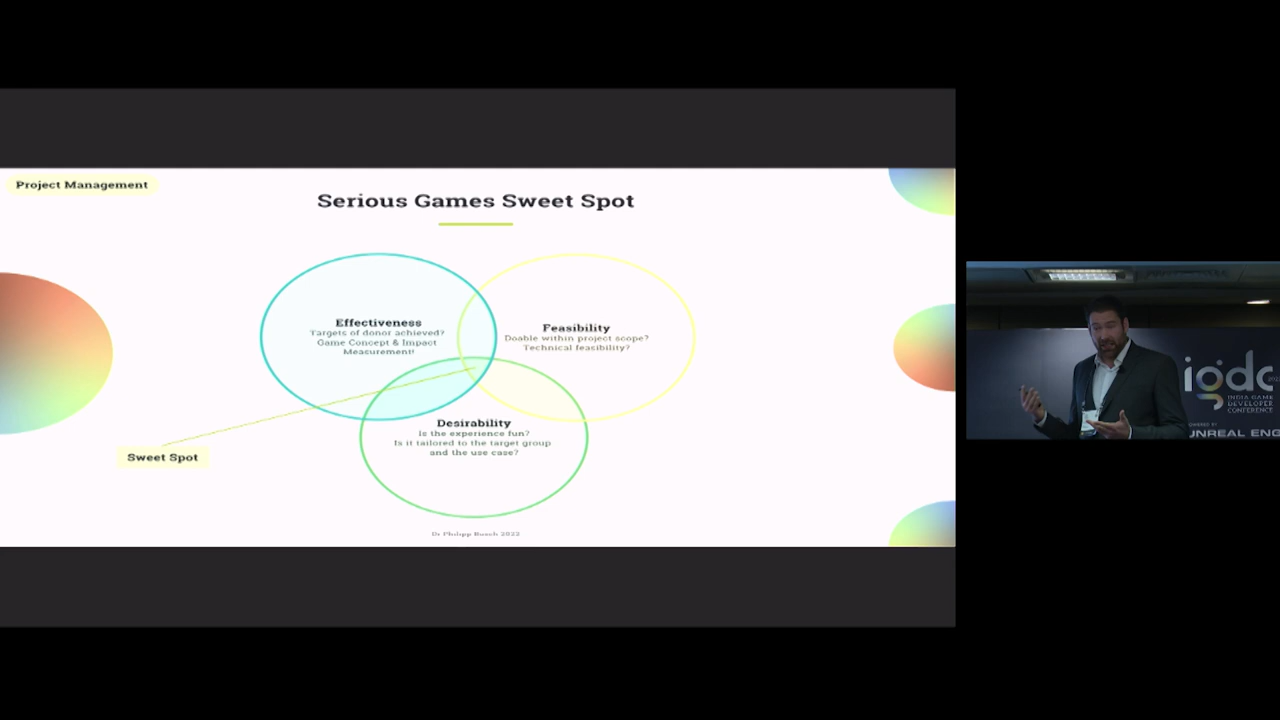 Project Management
Serious Games Sweet Spot
Effectiveness
Targets of donor achieved?
Game Concept & Impact
Measurement!
Feasibility
Doable within project scope?
Technical feasibility?
Desirability
Is the experience fun?
Is it tailored to the target group
and the use case?
Sweet Spot
Dr Philipp Busch 2022
igdc
INDIA GAME
DEVELOPER
CONFERENCE
POWERED BY
UNREAL ENG